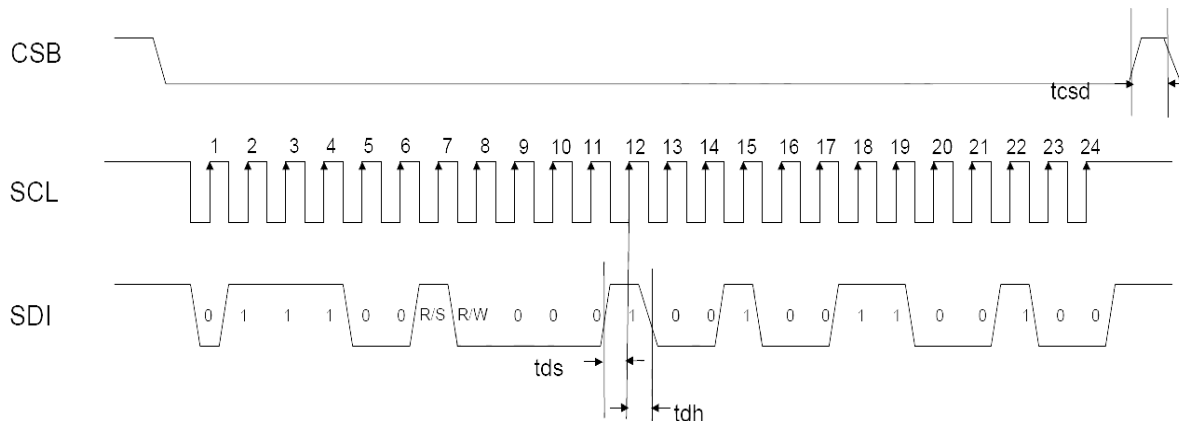 CSB
tcsd
1 2 3 4 5 6 7 8 9 10 11 12 13 14 15 16 17 18 19 20 21 22 23 24
SCL
SDI 0 1 1 1 0 0 R/S R/W 0 0 0 1 0 0 1 0 0 1 1 0 0 1 0 0
tds
tdh